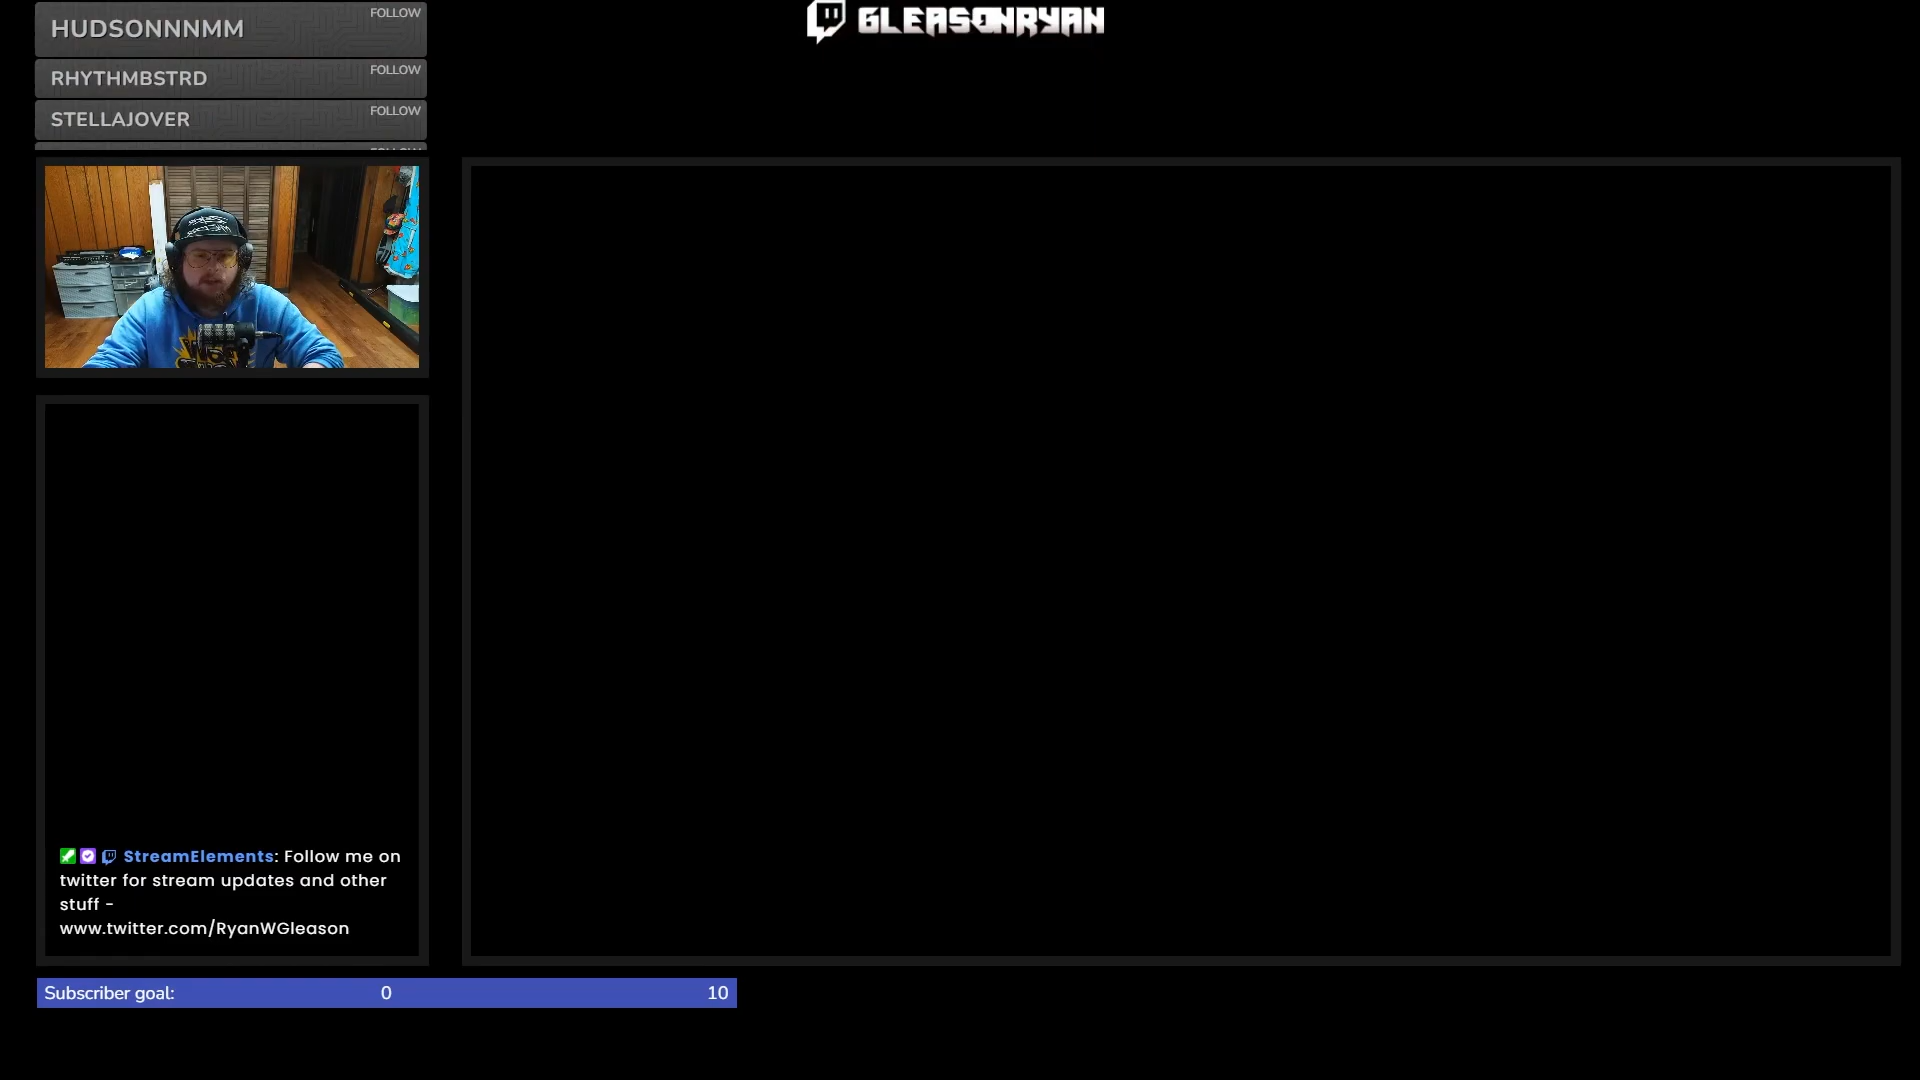 HUDSONNNMM
FOLLOW
RHYTHMBSTRD
FOLLOW
STELLAJOVER
FOLLOW
GLEASONRYAN
StreamElements: Follow me on
twitter for stream updates and other
stuff -
www.twitter.com/RyanWGleason
Subscriber goal: 0 10